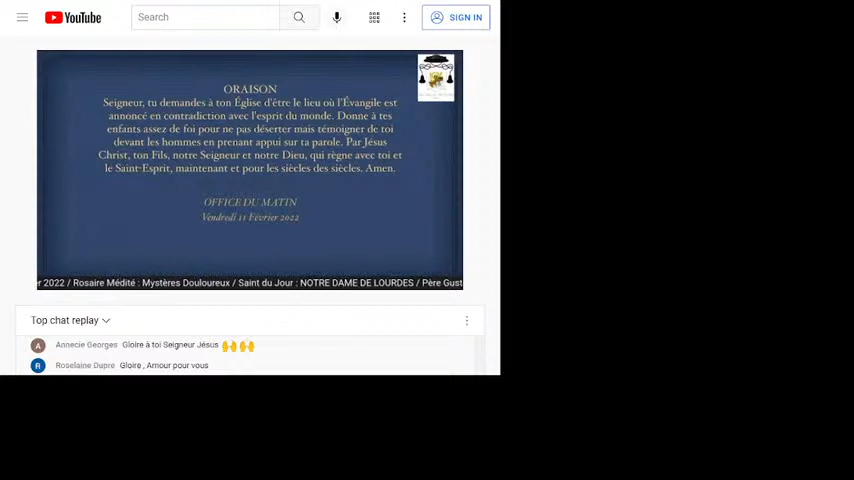 YouTube
Search
SIGN IN
ORAISON
Seigneur, tu demandes à ton Église d'être le lieu où l'Évangile est
annoncé en contradiction avec l'esprit du monde. Donne à tes
enfants assez de foi pour ne pas déserter mais témoigner de toi
devant les hommes en prenant appui sur ta parole. Par Jésus
Christ, ton Fils, notre Seigneur et notre Dieu, qui règne avec toi et
le Saint-Esprit, maintenant et pour les siècles des siècles. Amen.
OFFICE DU MATIN
Vendredi 11 Février 2022
er 2022 / Rosaire Médité : Mystères Douloureux / Saint du Jour : NOTRE DAME DE LOURDES / Père Gust
Top chat replay
A Annecie Georges Gloire à toi Seigneur Jésus 🙌 🙌
R Roselaine Dupre Gloire , Amour pour vous